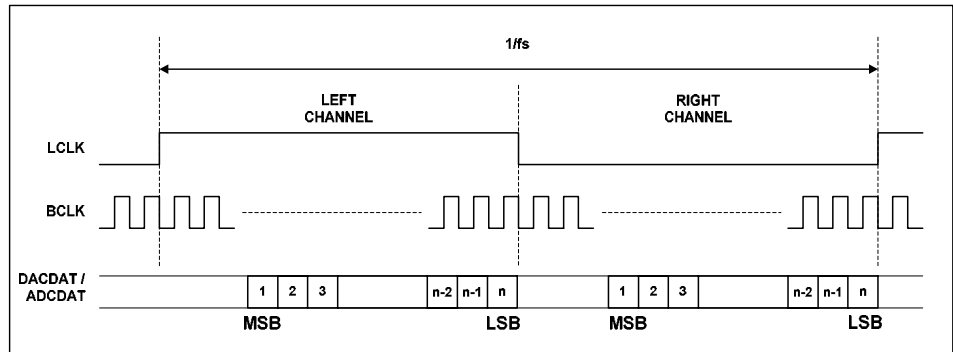 1/fs
LEFT
CHANNEL
RIGHT
CHANNEL
LCLK
BCLK
DACDAT /
ADCDAT
1 2 3 n-2 n-1 n 1 2 3 n-2 n-1 n
MSB LSB MSB LSB